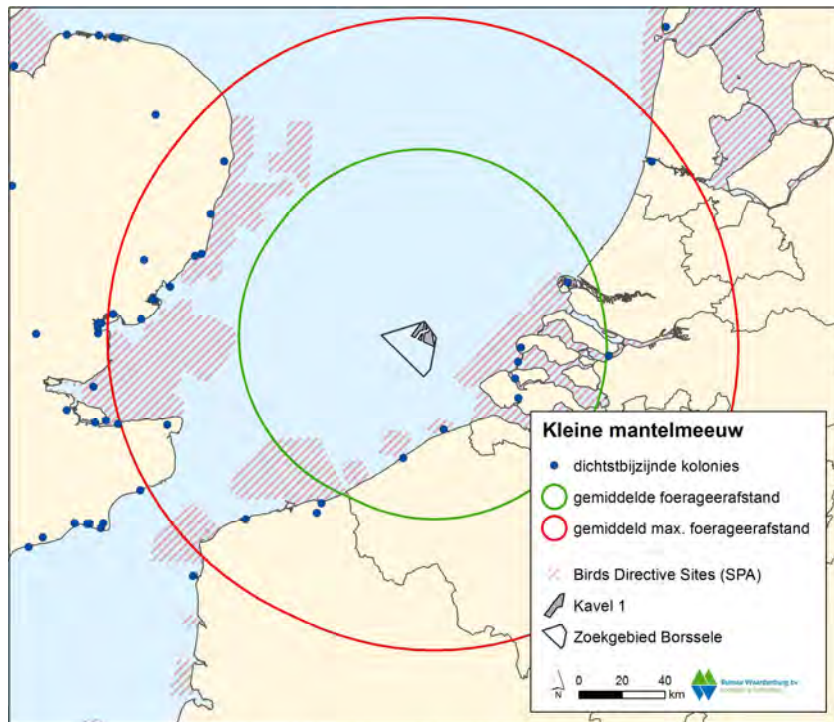 Kleine mantelmeeuw
dichtstbijzijnde kolonies
gemiddelde foerageerafstand
gemiddeld max. foerageerafstand
Birds Directive Sites (SPA)
Kavel 1
Zoekgebied Borssele
N
0 20 40
km
Bureau Waardenburg bv